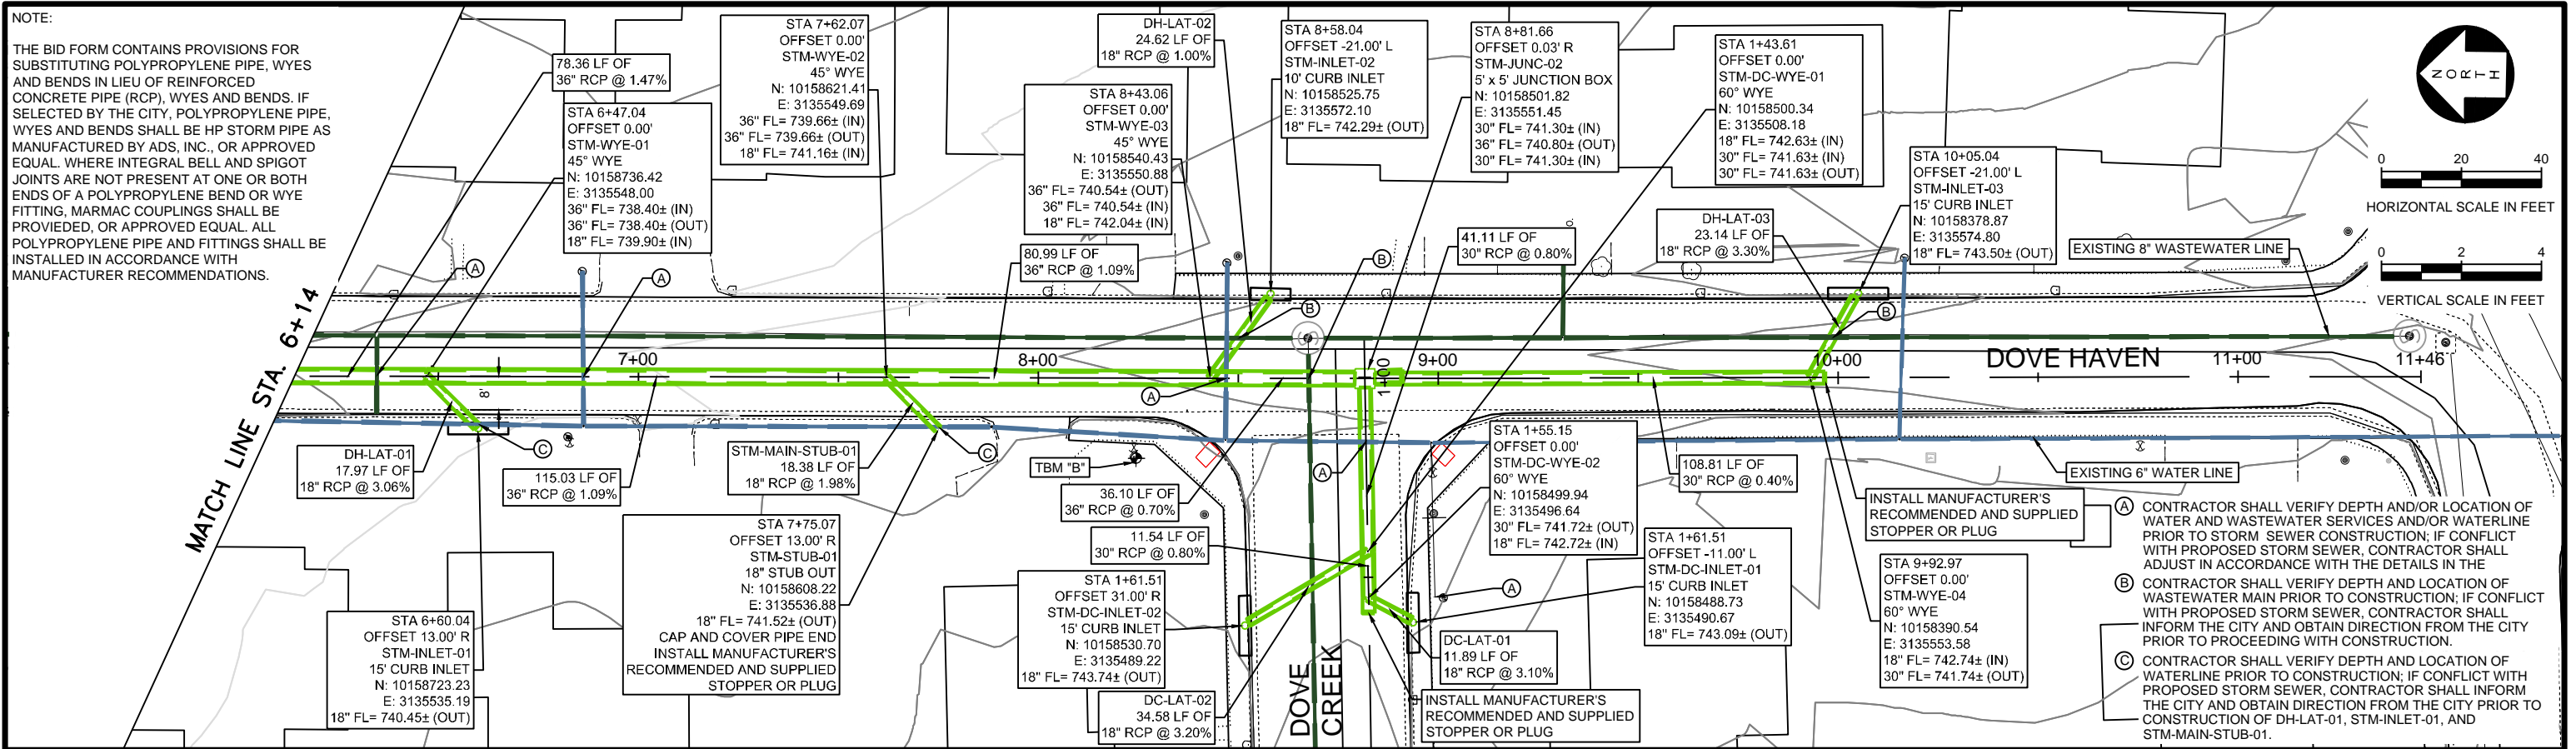 NOTE:
THE BID FORM CONTAINS PROVISIONS FOR
SUBSTITUTING POLYPROPYLENE PIPE, WYES
AND BENDS IN LIEU OF REINFORCED
CONCRETE PIPE (RCP), WYES AND BENDS. IF
SELECTED BY THE CITY, POLYPROPYLENE PIPE,
WYES AND BENDS SHALL BE HP STORM PIPE AS
MANUFACTURED BY ADS, INC., OR APPROVED
EQUAL. WHERE INTEGRAL BELL AND SPIGOT
JOINTS ARE NOT PRESENT AT ONE OR BOTH
ENDS OF A POLYPROPYLENE BEND OR WYE
FITTING, MARMAC COUPLINGS SHALL BE
PROVIEDED, OR APPROVED EQUAL. ALL
POLYPROPYLENE PIPE AND FITTINGS SHALL BE
INSTALLED IN ACCORDANCE WITH
MANUFACTURER RECOMMENDATIONS.
78.36 LF OF
36" RCP @ 1.47%
STA 6+47.04
OFFSET 0.00'
STM-WYE-01
45° WYE
N: 10158736.42
E: 3135548.00
36" FL= 738.40± (IN)
36" FL= 738.40± (OUT)
18" FL= 739.90± (IN)
STA 7+62.07
OFFSET 0.00'
STM-WYE-02
45° WYE
N: 10158621.41
E: 3135549.69
36" FL= 739.66± (IN)
36" FL= 739.66± (OUT)
18" FL= 741.16± (IN)
DH-LAT-02
24.62 LF OF
18" RCP @ 1.00%
STA 8+43.06
OFFSET 0.00'
STM-WYE-03
45° WYE
N: 10158540.43
E: 3135550.88
36" FL= 740.54± (OUT)
36" FL= 740.54± (IN)
18" FL= 742.04± (IN)
80.99 LF OF
36" RCP @ 1.09%
STA 8+58.04
OFFSET -21.00' L
STM-INLET-02
10' CURB INLET
N: 10158525.75
E: 3135572.10
18" FL= 742.29± (OUT)
STA 8+81.66
OFFSET 0.03' R
STM-JUNC-02
5' x 5' JUNCTION BOX
N: 10158501.82
E: 3135551.45
30" FL= 741.30± (IN)
36" FL= 740.80± (OUT)
30" FL= 741.30± (IN)
41.11 LF OF
30" RCP @ 0.80%
STA 1+43.61
OFFSET 0.00'
STM-DC-WYE-01
60° WYE
N: 10158500.34
E: 3135508.18
18" FL= 742.63± (IN)
30" FL= 741.63± (IN)
30" FL= 741.63± (OUT)
DH-LAT-03
23.14 LF OF
18" RCP @ 3.30%
STA 10+05.04
OFFSET -21.00' L
STM-INLET-03
15' CURB INLET
N: 10158378.87
E: 3135574.80
18" FL= 743.50± (OUT)
EXISTING 8" WASTEWATER LINE
NORTH
0 20 40
HORIZONTAL SCALE IN FEET
0 2 4
VERTICAL SCALE IN FEET
A
A
B
B
B
MATCH LINE STA. 6+14
7+00
8+00
9+00
10+00
11+00
11+46
1+00
DOVE HAVEN
8'
A
A
A
C
C
DH-LAT-01
17.97 LF OF
18" RCP @ 3.06%
115.03 LF OF
36" RCP @ 1.09%
STM-MAIN-STUB-01
18.38 LF OF
18" RCP @ 1.98%
TBM "B"
36.10 LF OF
36" RCP @ 0.70%
11.54 LF OF
30" RCP @ 0.80%
STA 1+55.15
OFFSET 0.00'
STM-DC-WYE-02
60° WYE
N: 10158499.94
E: 3135496.64
30" FL= 741.72± (OUT)
18" FL= 742.72± (IN)
108.81 LF OF
30" RCP @ 0.40%
INSTALL MANUFACTURER'S
RECOMMENDED AND SUPPLIED
STOPPER OR PLUG
EXISTING 6" WATER LINE
STA 6+60.04
OFFSET 13.00' R
STM-INLET-01
15' CURB INLET
N: 10158723.23
E: 3135535.19
18" FL= 740.45± (OUT)
STA 7+75.07
OFFSET 13.00' R
STM-STUB-01
18" STUB OUT
N: 10158608.22
E: 3135536.88
18" FL= 741.52± (OUT)
CAP AND COVER PIPE END
INSTALL MANUFACTURER'S
RECOMMENDED AND SUPPLIED
STOPPER OR PLUG
STA 1+61.51
OFFSET 31.00' R
STM-DC-INLET-02
15' CURB INLET
N: 10158530.70
E: 3135489.22
18" FL= 743.74± (OUT)
DC-LAT-02
34.58 LF OF
18" RCP @ 3.20%
DOVE
CREEK
DC-LAT-01
11.89 LF OF
18" RCP @ 3.10%
INSTALL MANUFACTURER'S
RECOMMENDED AND SUPPLIED
STOPPER OR PLUG
STA 1+61.51
OFFSET -11.00' L
STM-DC-INLET-01
15' CURB INLET
N: 10158488.73
E: 3135490.67
18" FL= 743.09± (OUT)
STA 9+92.97
OFFSET 0.00'
STM-WYE-04
60° WYE
N: 10158390.54
E: 3135553.58
18" FL= 742.74± (IN)
30" FL= 741.74± (OUT)
A CONTRACTOR SHALL VERIFY DEPTH AND/OR LOCATION OF
WATER AND WASTEWATER SERVICES AND/OR WATERLINE
PRIOR TO STORM SEWER CONSTRUCTION; IF CONFLICT
WITH PROPOSED STORM SEWER, CONTRACTOR SHALL
ADJUST IN ACCORDANCE WITH THE DETAILS IN THE
B CONTRACTOR SHALL VERIFY DEPTH AND LOCATION OF
WASTEWATER MAIN PRIOR TO CONSTRUCTION; IF CONFLICT
WITH PROPOSED STORM SEWER, CONTRACTOR SHALL
INFORM THE CITY AND OBTAIN DIRECTION FROM THE CITY
PRIOR TO PROCEEDING WITH CONSTRUCTION.
C CONTRACTOR SHALL VERIFY DEPTH AND LOCATION OF
WATERLINE PRIOR TO CONSTRUCTION; IF CONFLICT WITH
PROPOSED STORM SEWER, CONTRACTOR SHALL INFORM
THE CITY AND OBTAIN DIRECTION FROM THE CITY PRIOR TO
CONSTRUCTION OF DH-LAT-01, STM-INLET-01, AND
STM-MAIN-STUB-01.